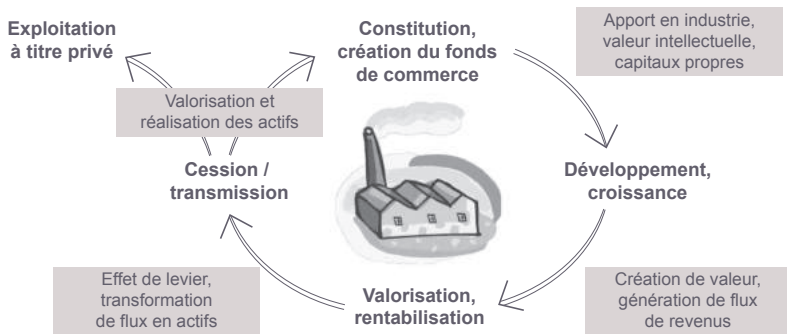 Exploitation
à titre privé
Constitution,
création du fonds
de commerce
Apport en industrie,
valeur intellectuelle,
capitaux propres
Valorisation et
réalisation des actifs
Cession /
transmission
Développement,
croissance
Effet de levier,
transformation
de flux en actifs
Valorisation,
rentabilisation
Création de valeur,
génération de flux
de revenus